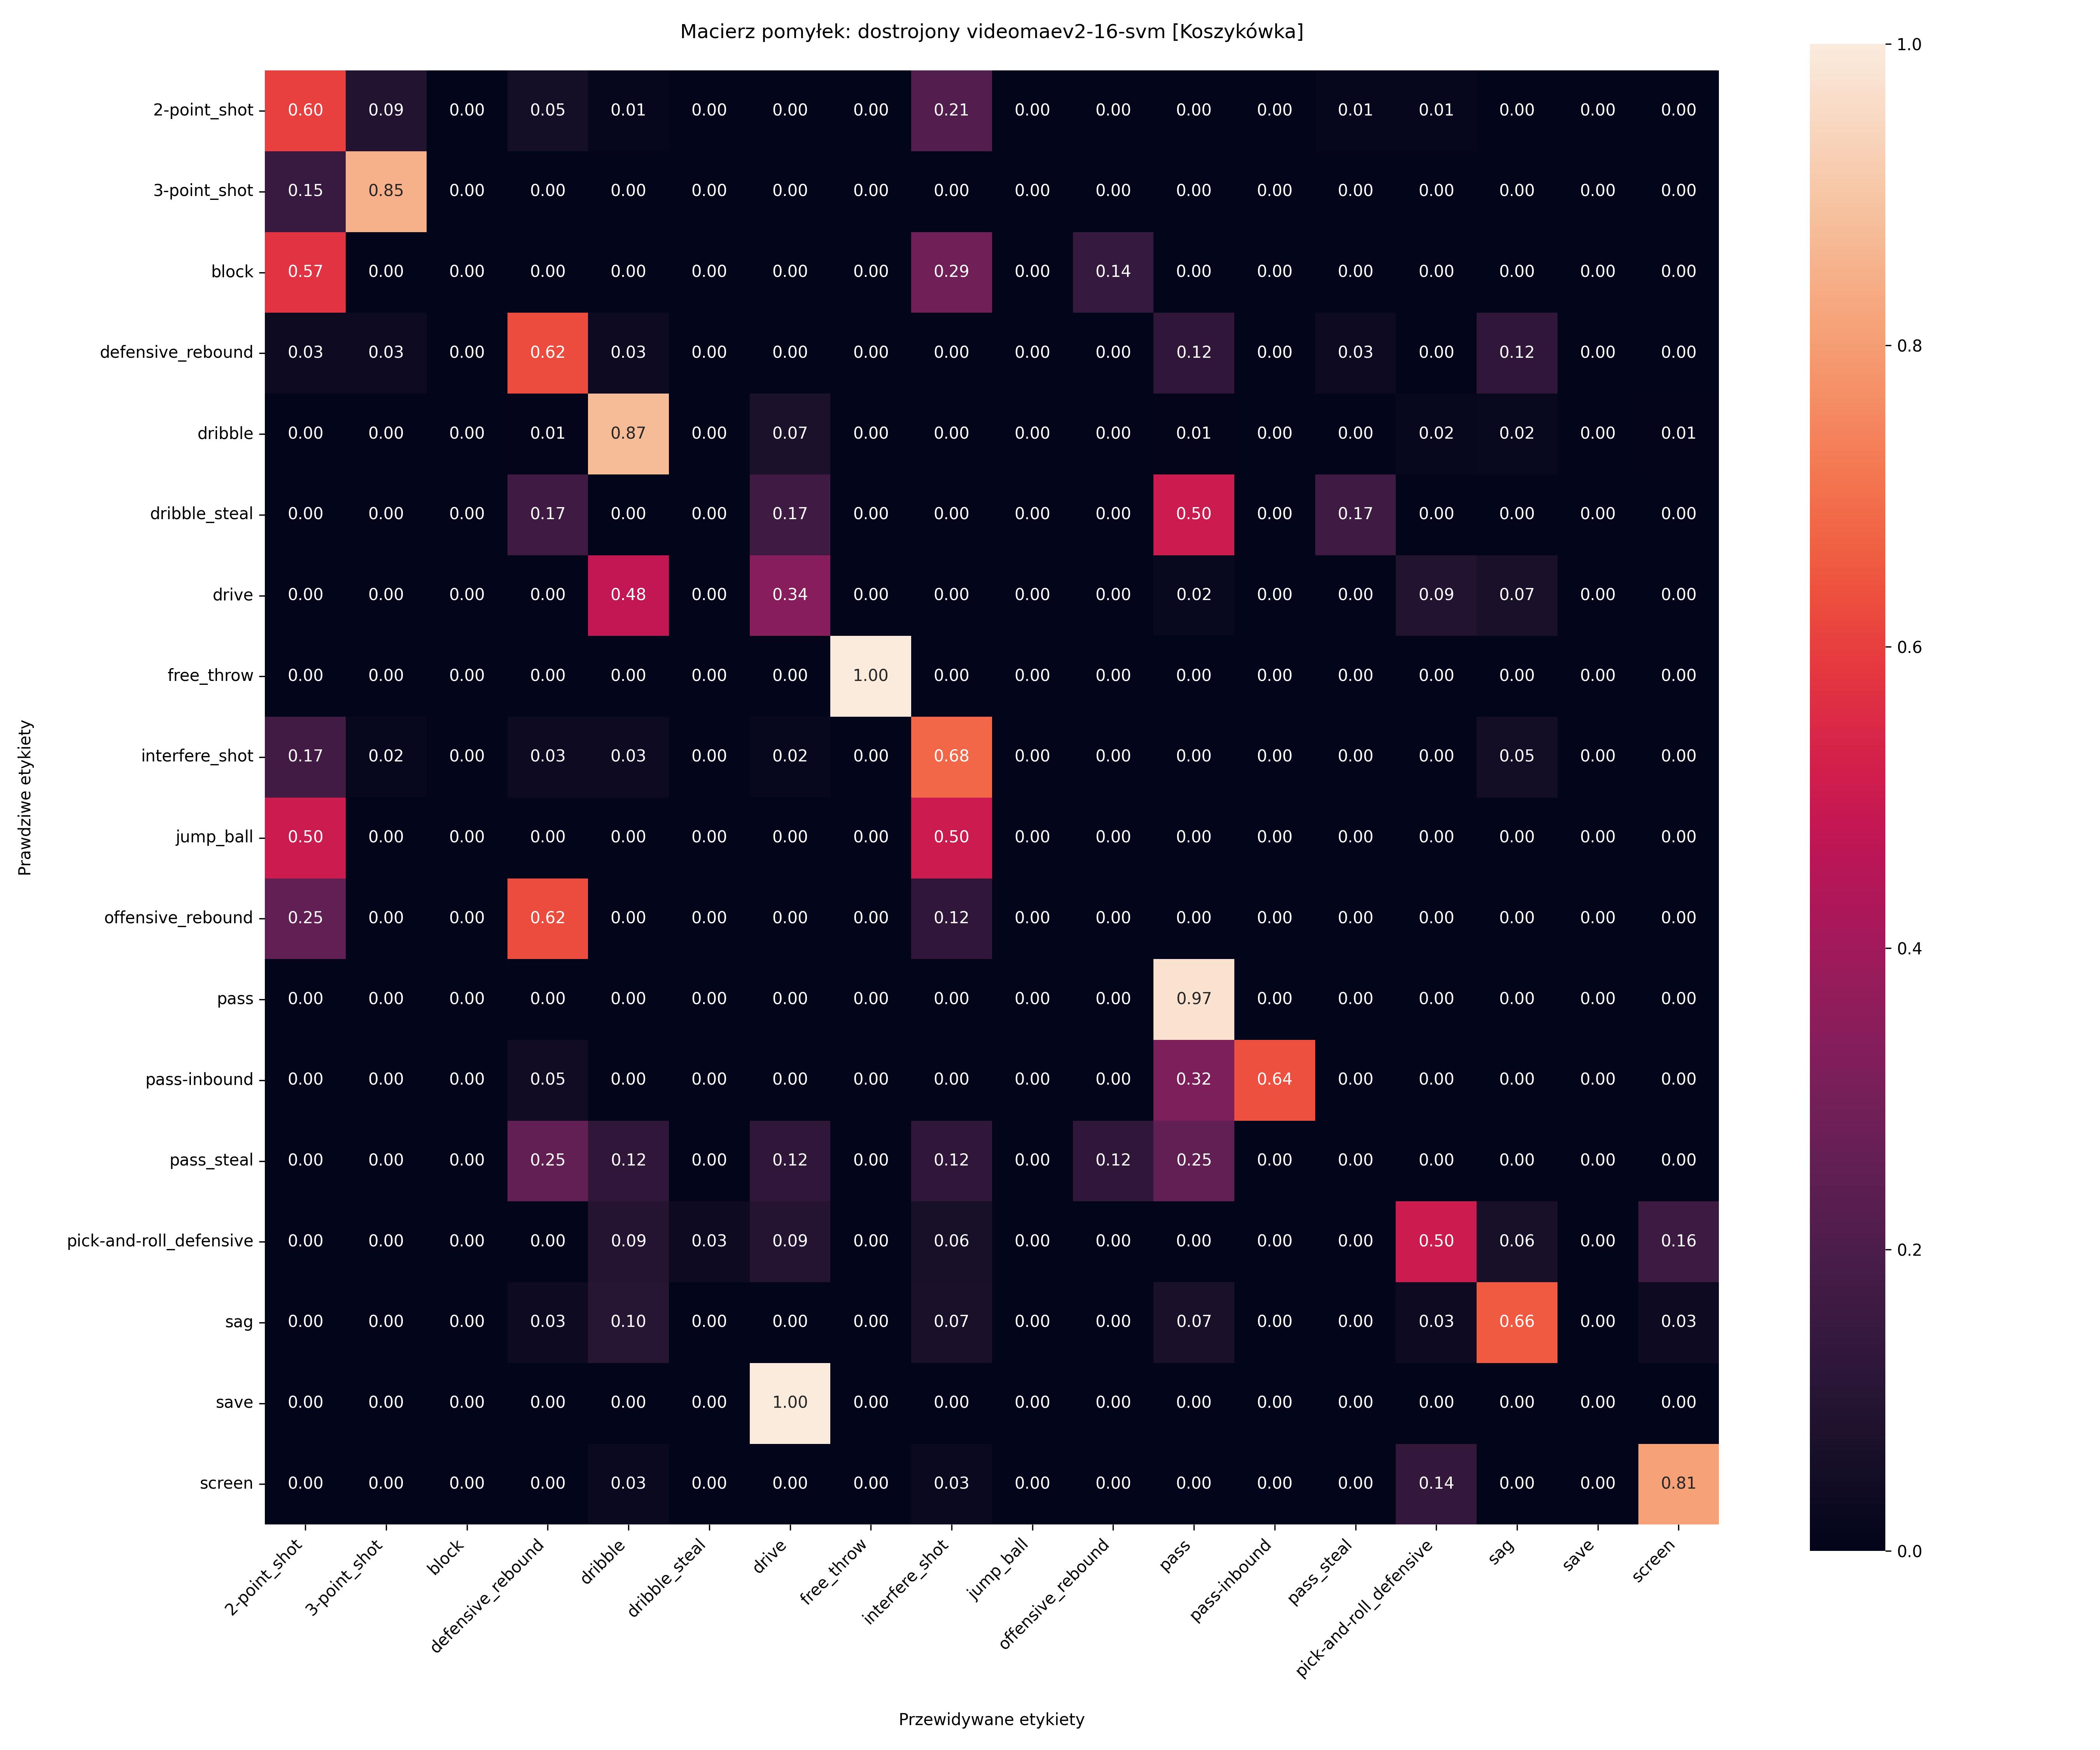 Macierz pomyłek: dostrojony videomaev2-16-svm [Koszykówka]
1.0
2-point_shot 0.60 0.09 0.00 0.05 0.01 0.00 0.00 0.00 0.21 0.00 0.00 0.00 0.00 0.01 0.01 0.00 0.00 0.00
3-point_shot 0.15 0.85 0.00 0.00 0.00 0.00 0.00 0.00 0.00 0.00 0.00 0.00 0.00 0.00 0.00 0.00 0.00 0.00
block 0.57 0.00 0.00 0.00 0.00 0.00 0.00 0.00 0.29 0.00 0.14 0.00 0.00 0.00 0.00 0.00 0.00 0.00
defensive_rebound 0.03 0.03 0.00 0.62 0.03 0.00 0.00 0.00 0.00 0.00 0.00 0.12 0.00 0.03 0.00 0.12 0.00 0.00
0.8
dribble 0.00 0.00 0.00 0.01 0.87 0.00 0.07 0.00 0.00 0.00 0.00 0.01 0.00 0.00 0.02 0.02 0.00 0.01
dribble_steal 0.00 0.00 0.00 0.17 0.00 0.00 0.17 0.00 0.00 0.00 0.00 0.50 0.00 0.17 0.00 0.00 0.00 0.00
drive 0.00 0.00 0.00 0.00 0.48 0.00 0.34 0.00 0.00 0.00 0.00 0.02 0.00 0.00 0.09 0.07 0.00 0.00
0.6
free_throw 0.00 0.00 0.00 0.00 0.00 0.00 0.00 1.00 0.00 0.00 0.00 0.00 0.00 0.00 0.00 0.00 0.00 0.00
interfere_shot 0.17 0.02 0.00 0.03 0.03 0.00 0.02 0.00 0.68 0.00 0.00 0.00 0.00 0.00 0.00 0.05 0.00 0.00
Prawdziwe etykiety
jump_ball 0.50 0.00 0.00 0.00 0.00 0.00 0.00 0.00 0.50 0.00 0.00 0.00 0.00 0.00 0.00 0.00 0.00 0.00
offensive_rebound 0.25 0.00 0.00 0.62 0.00 0.00 0.00 0.00 0.12 0.00 0.00 0.00 0.00 0.00 0.00 0.00 0.00 0.00
0.4
pass 0.00 0.00 0.00 0.00 0.00 0.00 0.00 0.00 0.00 0.00 0.00 0.97 0.00 0.00 0.00 0.00 0.00 0.00
pass-inbound 0.00 0.00 0.00 0.05 0.00 0.00 0.00 0.00 0.00 0.00 0.00 0.32 0.64 0.00 0.00 0.00 0.00 0.00
pass_steal 0.00 0.00 0.00 0.25 0.12 0.00 0.12 0.00 0.12 0.00 0.12 0.25 0.00 0.00 0.00 0.00 0.00 0.00
pick-and-roll_defensive 0.00 0.00 0.00 0.00 0.09 0.03 0.09 0.00 0.06 0.00 0.00 0.00 0.00 0.00 0.50 0.06 0.00 0.16
0.2
sag 0.00 0.00 0.00 0.03 0.10 0.00 0.00 0.00 0.07 0.00 0.00 0.07 0.00 0.00 0.03 0.66 0.00 0.03
save 0.00 0.00 0.00 0.00 0.00 0.00 1.00 0.00 0.00 0.00 0.00 0.00 0.00 0.00 0.00 0.00 0.00 0.00
screen 0.00 0.00 0.00 0.00 0.03 0.00 0.00 0.00 0.03 0.00 0.00 0.00 0.00 0.00 0.14 0.00 0.00 0.81
0.0
2-point_shot
3-point_shot
block
defensive_rebound
dribble
dribble_steal
drive
free_throw
interfere_shot
jump_ball
offensive_rebound
pass
pass-inbound
pass_steal
pick-and-roll_defensive
sag
save
screen
Przewidywane etykiety